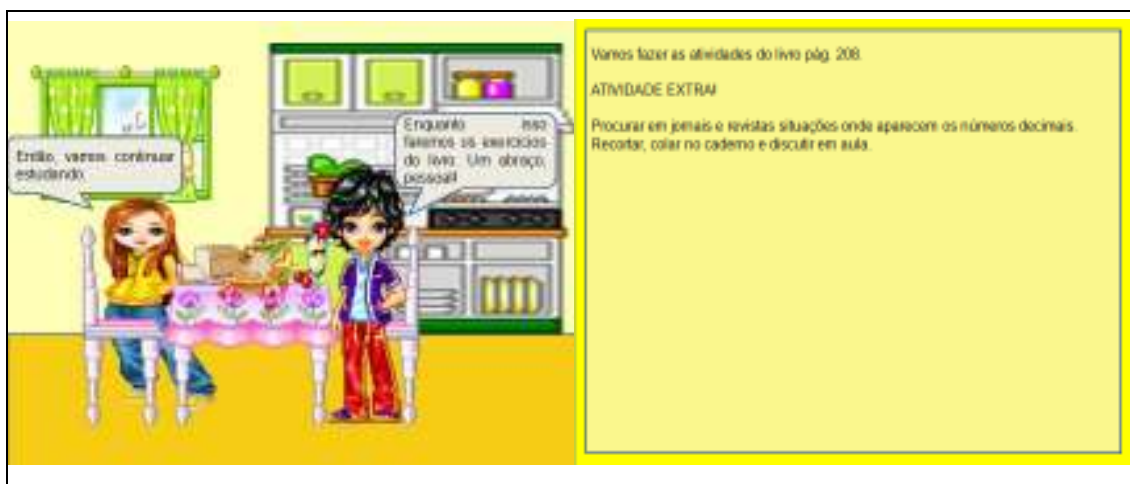 Então, vamos continuar
estudando.
Enquanto isso
faremos os exercícios
do livro. Um abraço,
pessoal!
Vamos fazer as atividades do livro pág. 208.
ATIVIDADE EXTRA!
Procurar em jornais e revistas situações onde aparecem os números decimais.
Recortar, colar no caderno e discutir em aula.